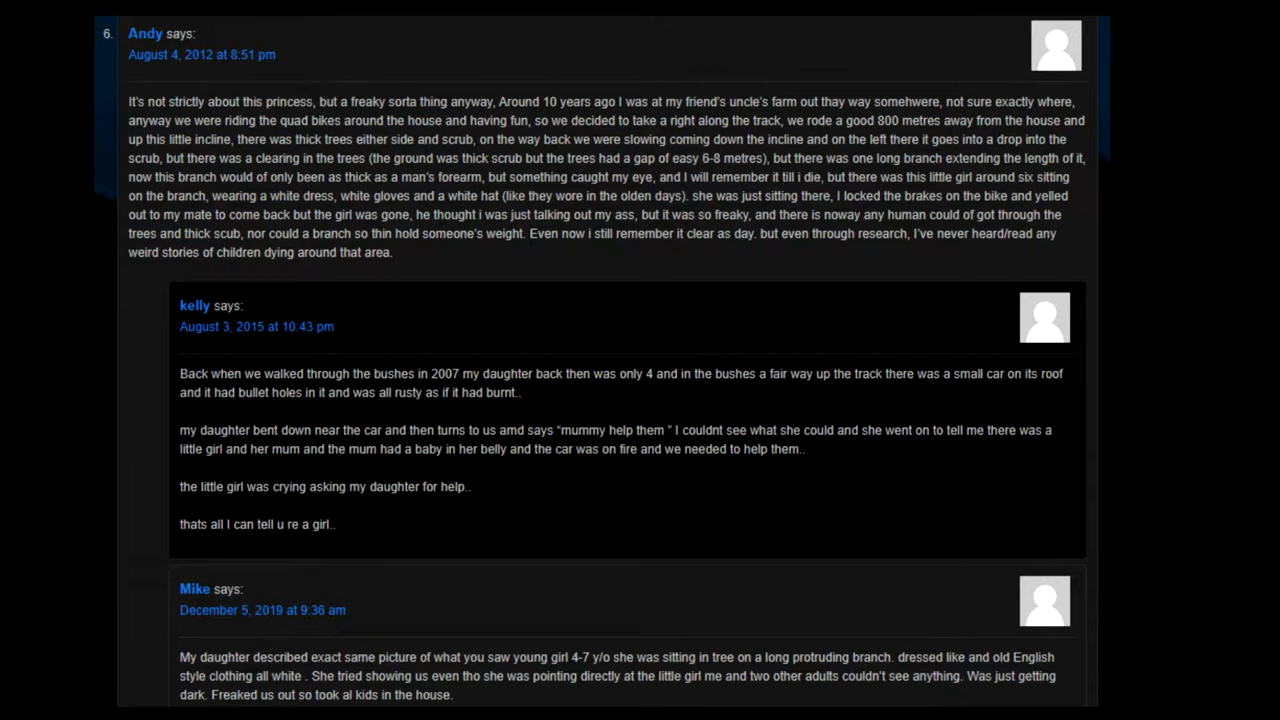 6. Andy says:
August 4, 2012 at 8:51 pm
It's not strictly about this princess, but a freaky sorta thing anyway, Around 10 years ago I was at my friend's uncle's farm out thay way somehwere, not sure exactly where,
anyway we were riding the quad bikes around the house and having fun, so we decided to take a right along the track, we rode a good 800 metres away from the house and
up this little incline, there was thick trees either side and scrub, on the way back we were slowing coming down the incline and on the left there it goes into a drop into the
scrub, but there was a clearing in the trees (the ground was thick scrub but the trees had a gap of easy 6-8 metres), but there was one long branch extending the length of it,
now this branch would of only been as thick as a man's forearm, but something caught my eye, and I will remember it till i die, but there was this little girl around six sitting
on the branch, wearing a white dress, white gloves and a white hat (like they wore in the olden days). she was just sitting there, I locked the brakes on the bike and yelled
out to my mate to come back but the girl was gone, he thought i was just talking out my ass, but it was so freaky, and there is noway any human could of got through the
trees and thick scub, nor could a branch so thin hold someone's weight. Even now i still remember it clear as day. but even through research, I've never heard/read any
weird stories of children dying around that area.
kelly says:
August 3, 2015 at 10:43 pm
Back when we walked through the bushes in 2007 my daughter back then was only 4 and in the bushes a fair way up the track there was a small car on its roof
and it had bullet holes in it and was all rusty as if it had burnt..
my daughter bent down near the car and then turns to us amd says “mummy help them ” I couldnt see what she could and she went on to tell me there was a
little girl and her mum and the mum had a baby in her belly and the car was on fire and we needed to help them..
the little girl was crying asking my daughter for help..
thats all I can tell u re a girl..
Mike says:
December 5, 2019 at 9:36 am
My daughter described exact same picture of what you saw young girl 4-7 y/o she was sitting in tree on a long protruding branch. dressed like and old English
style clothing all white . She tried showing us even tho she was pointing directly at the little girl me and two other adults couldn't see anything. Was just getting
dark. Freaked us out so took al kids in the house.